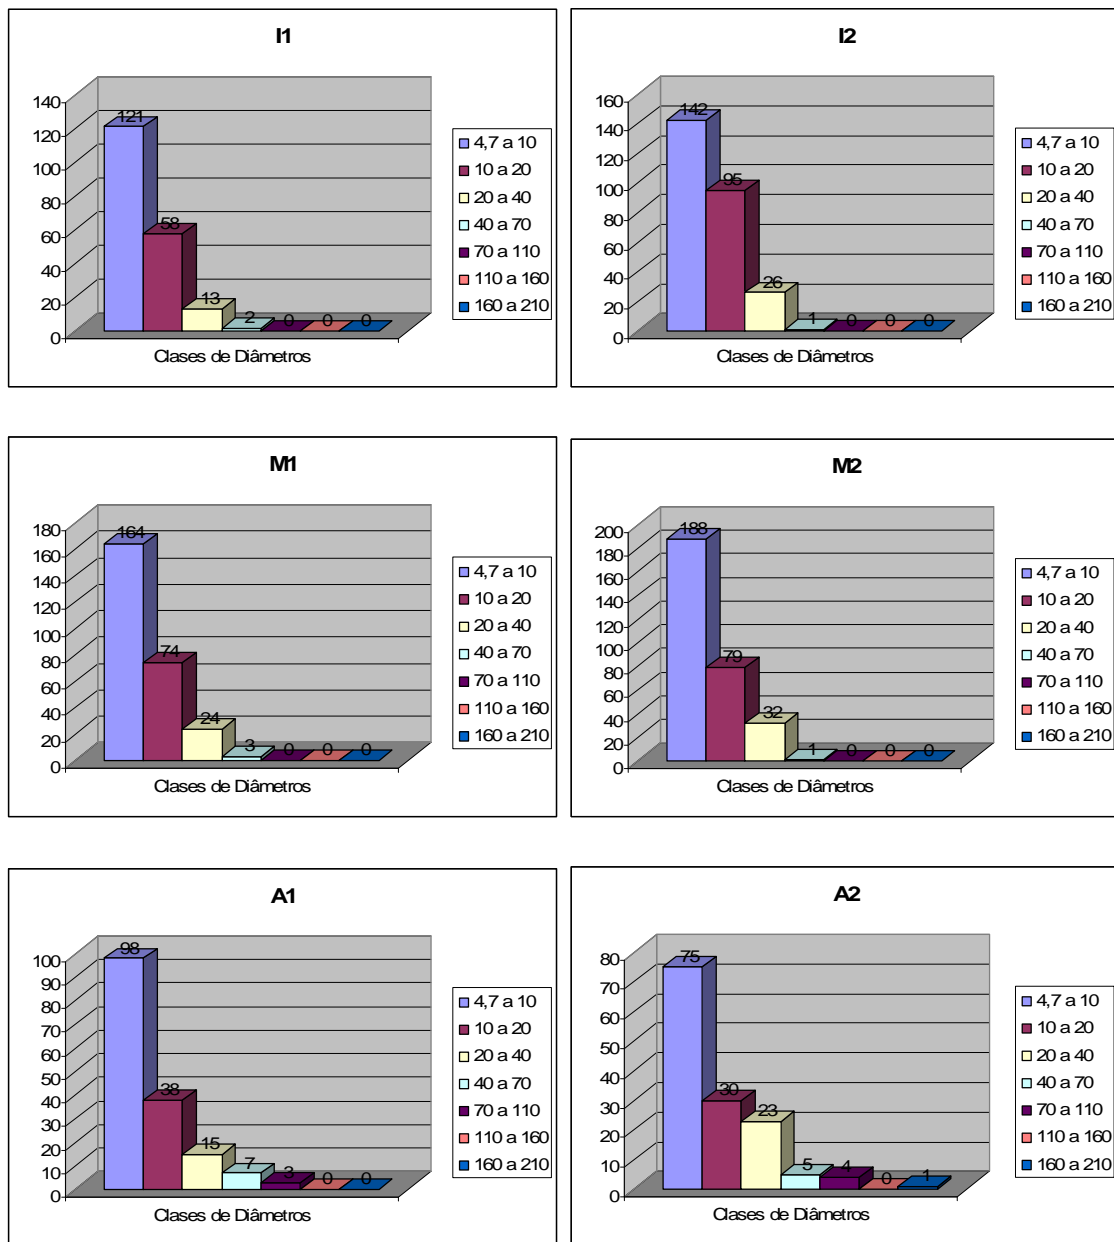 I1
140
120
100
80
60
40
20
0
121
58
13
2
0
0
0
Clases de Diâmetros
4,7 a 10
10 a 20
20 a 40
40 a 70
70 a 110
110 a 160
160 a 210
I2
160
140
120
100
80
60
40
20
0
142
95
26
1
0
0
0
Clases de Diâmetros
4,7 a 10
10 a 20
20 a 40
40 a 70
70 a 110
110 a 160
160 a 210
M1
180
160
140
120
100
80
60
40
20
0
164
74
24
3
0
0
0
Clases de Diâmetros
4,7 a 10
10 a 20
20 a 40
40 a 70
70 a 110
110 a 160
160 a 210
M2
200
180
160
140
120
100
80
60
40
20
0
188
79
32
1
0
0
0
Clases de Diâmetros
4,7 a 10
10 a 20
20 a 40
40 a 70
70 a 110
110 a 160
160 a 210
A1
100
90
80
70
60
50
40
30
20
10
0
98
38
15
7
3
0
0
Clases de Diâmetros
4,7 a 10
10 a 20
20 a 40
40 a 70
70 a 110
110 a 160
160 a 210
A2
80
70
60
50
40
30
20
10
0
75
30
23
5
4
0
1
Clases de Diâmetros
4,7 a 10
10 a 20
20 a 40
40 a 70
70 a 110
110 a 160
160 a 210